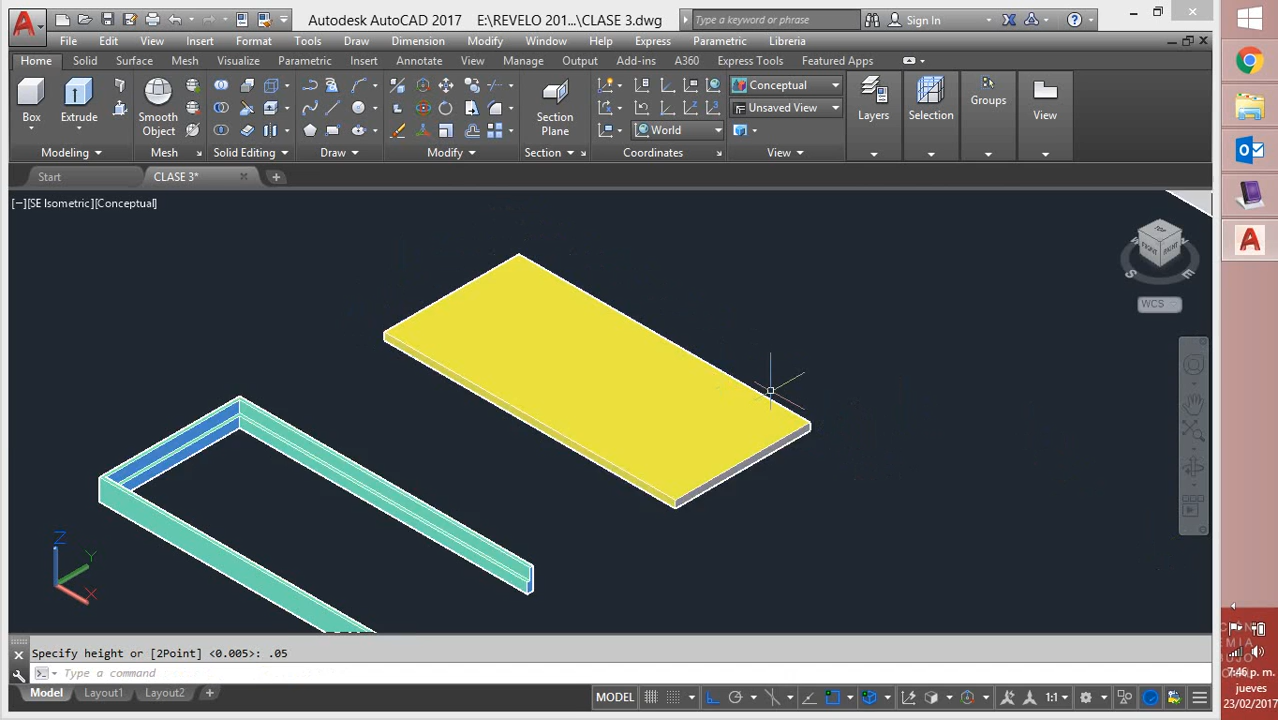 Autodesk AutoCAD 2017 E:\REVELO 201...\CLASE 3.dwg
Type a keyword or phrase
Sign In
File Edit View Insert Format Tools Draw Dimension Modify Window Help Express Parametric Libreria
Home Solid Surface Mesh Visualize Parametric Insert Annotate View Manage Output Add-ins A360 Express Tools Featured Apps
Box
Extrude
Smooth
Object
Section
Plane
Conceptual
Unsaved View
World
Layers
Selection
Groups
View
Modeling Mesh Solid Editing Draw Modify Section Coordinates View
Start
CLASE 3*
[−][SE Isometric][Conceptual]
TOP
FRONT
S
E
WCS
Z
Y
X
Specify height or [2Point] <0.005>: .05
Type a command
Model Layout1 Layout2
MODEL
1:1
7:46 p. m.
jueves
23/02/2017